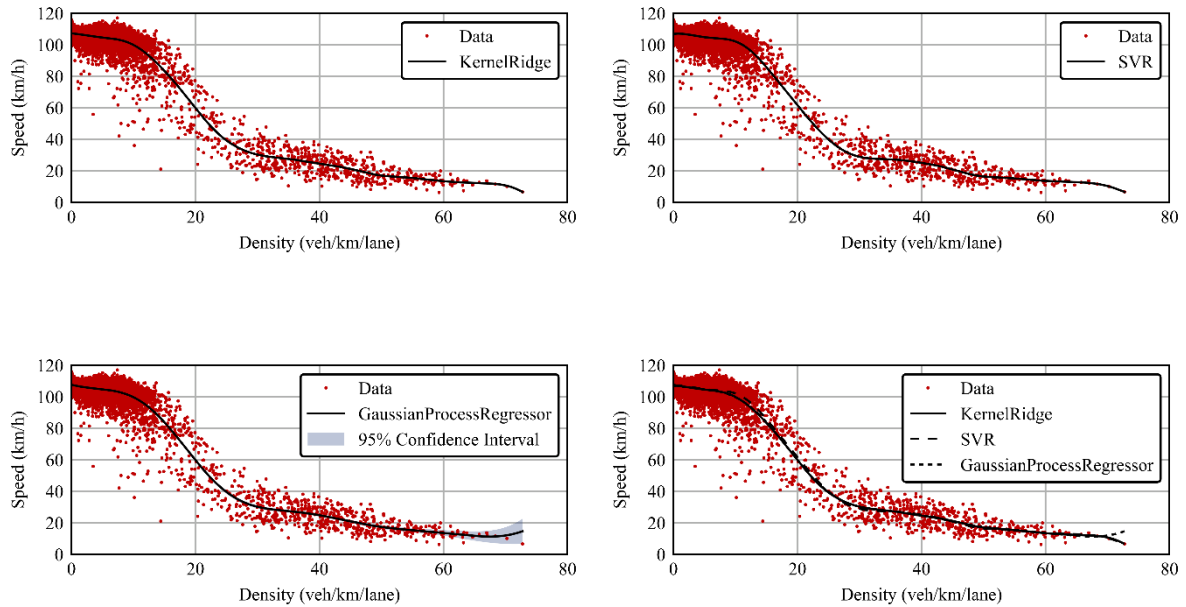 120
100
80
60
40
20
0
Speed (km/h)
Data
KernelRidge
0 20 40 60 80
Density (veh/km/lane)
120
100
80
60
40
20
0
Speed (km/h)
Data
SVR
0 20 40 60 80
Density (veh/km/lane)
120
100
80
60
40
20
0
Speed (km/h)
Data
GaussianProcessRegressor
95% Confidence Interval
0 20 40 60 80
Density (veh/km/lane)
120
100
80
60
40
20
0
Speed (km/h)
Data
KernelRidge
SVR
GaussianProcessRegressor
0 20 40 60 80
Density (veh/km/lane)